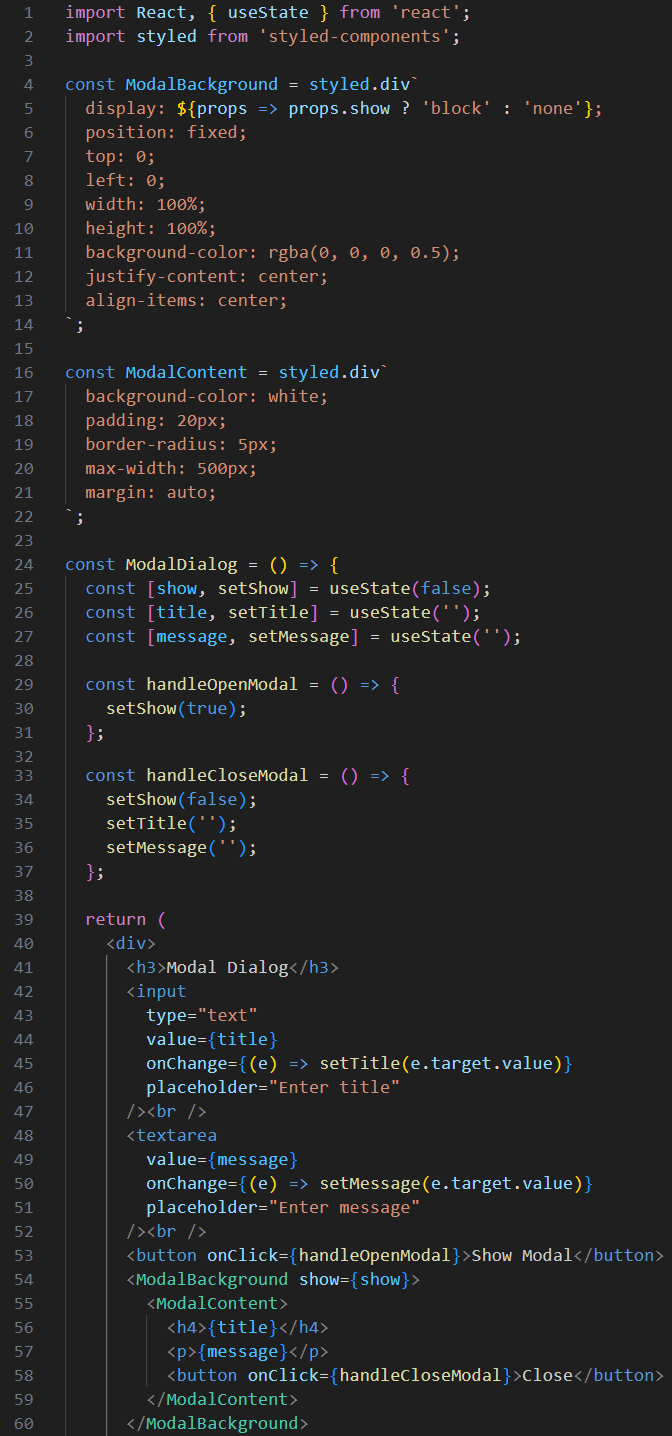 1 import React, { useState } from 'react';
2 import styled from 'styled-components';
3
4 const ModalBackground = styled.div`
5   display: ${props => props.show ? 'block' : 'none'};
6   position: fixed;
7   top: 0;
8   left: 0;
9   width: 100%;
10   height: 100%;
11   background-color: rgba(0, 0, 0, 0.5);
12   justify-content: center;
13   align-items: center;
14 `;
15
16 const ModalContent = styled.div`
17   background-color: white;
18   padding: 20px;
19   border-radius: 5px;
20   max-width: 500px;
21   margin: auto;
22 `;
23
24 const ModalDialog = () => {
25   const [show, setShow] = useState(false);
26   const [title, setTitle] = useState('');
27   const [message, setMessage] = useState('');
28
29   const handleOpenModal = () => {
30     setShow(true);
31   };
32
33   const handleCloseModal = () => {
34     setShow(false);
35     setTitle('');
36     setMessage('');
37   };
38
39   return (
40     <div>
41       <h3>Modal Dialog</h3>
42       <input
43         type="text"
44         value={title}
45         onChange={(e) => setTitle(e.target.value)}
46         placeholder="Enter title"
47       /><br />
48       <textarea
49         value={message}
50         onChange={(e) => setMessage(e.target.value)}
51         placeholder="Enter message"
52       /><br />
53       <button onClick={handleOpenModal}>Show Modal</button>
54       <ModalBackground show={show}>
55         <ModalContent>
56           <h4>{title}</h4>
57           <p>{message}</p>
58           <button onClick={handleCloseModal}>Close</button>
59         </ModalContent>
60       </ModalBackground>